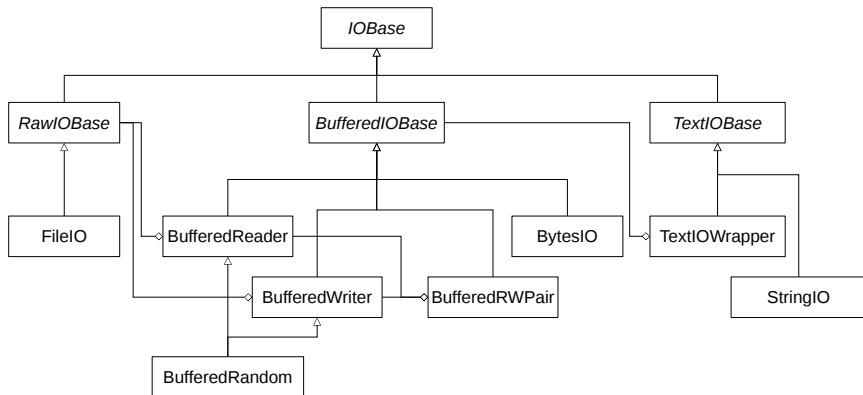 IOBase
RawIOBase
BufferedIOBase
TextIOBase
FileIO
BufferedReader
BytesIO
TextIOWrapper
BufferedWriter
BufferedRWPair
StringIO
BufferedRandom